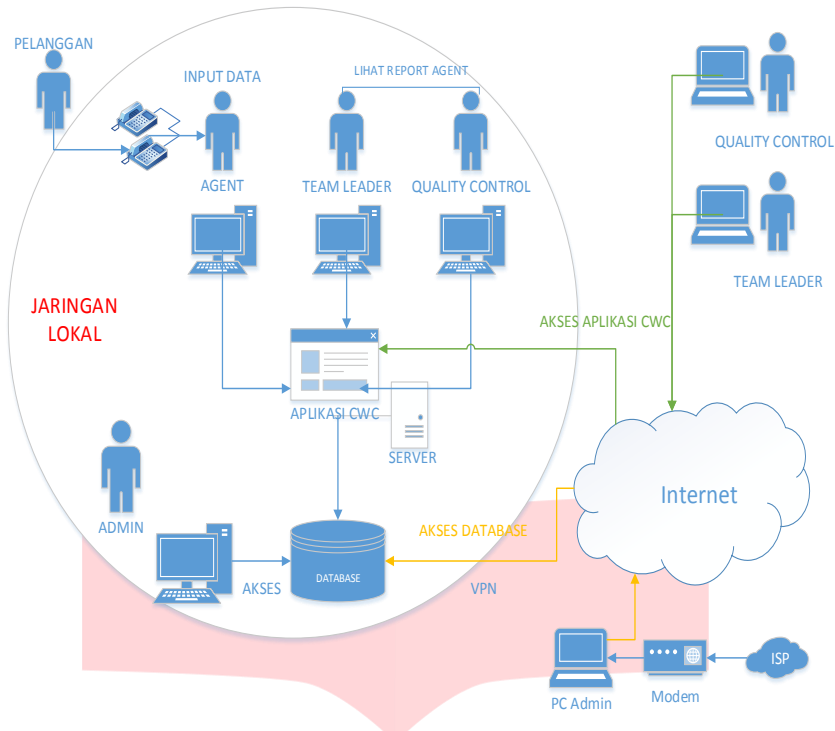 PELANGGAN
INPUT DATA
LIHAT REPORT AGENT
AGENT
TEAM LEADER
QUALITY CONTROL
QUALITY CONTROL
TEAM LEADER
JARINGAN
LOKAL
AKSES APLIKASI CWC
APLIKASI CWC
SERVER
ADMIN
Internet
AKSES DATABASE
DATABASE
AKSES
VPN
ISP
PC Admin
Modem